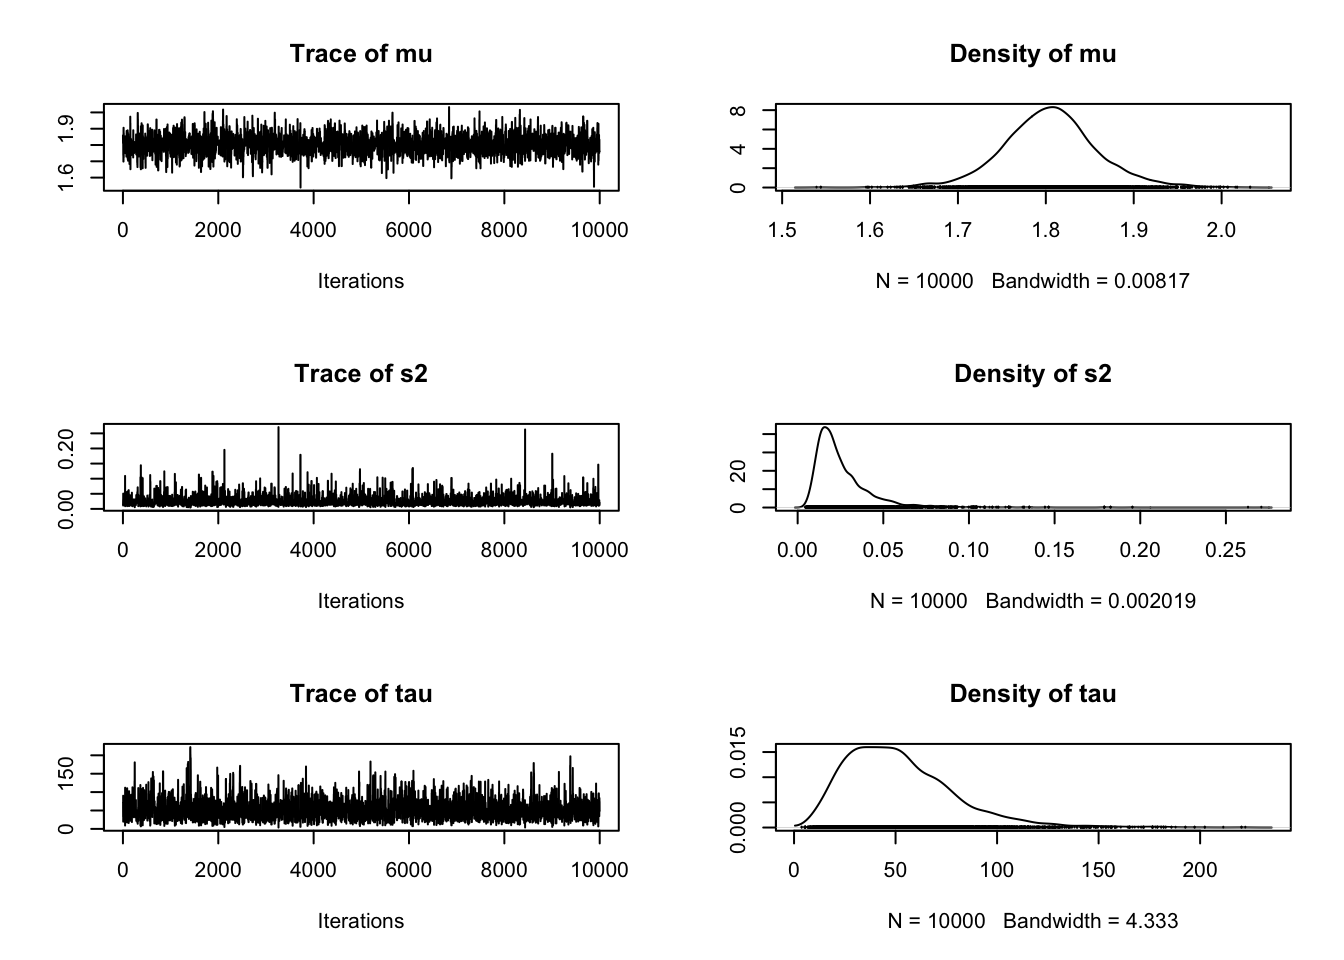 Trace of mu
1.6 1.9
0 2000 4000 6000 8000 10000
Iterations
Density of mu
0 4 8
1.5 1.6 1.7 1.8 1.9 2.0
N = 10000 Bandwidth = 0.00817
Trace of s2
0.00 0.20
0 2000 4000 6000 8000 10000
Iterations
Density of s2
0 20
0.00 0.05 0.10 0.15 0.20 0.25
N = 10000 Bandwidth = 0.002019
Trace of tau
0 150
0 2000 4000 6000 8000 10000
Iterations
Density of tau
0.000 0.015
0 50 100 150 200
N = 10000 Bandwidth = 4.333